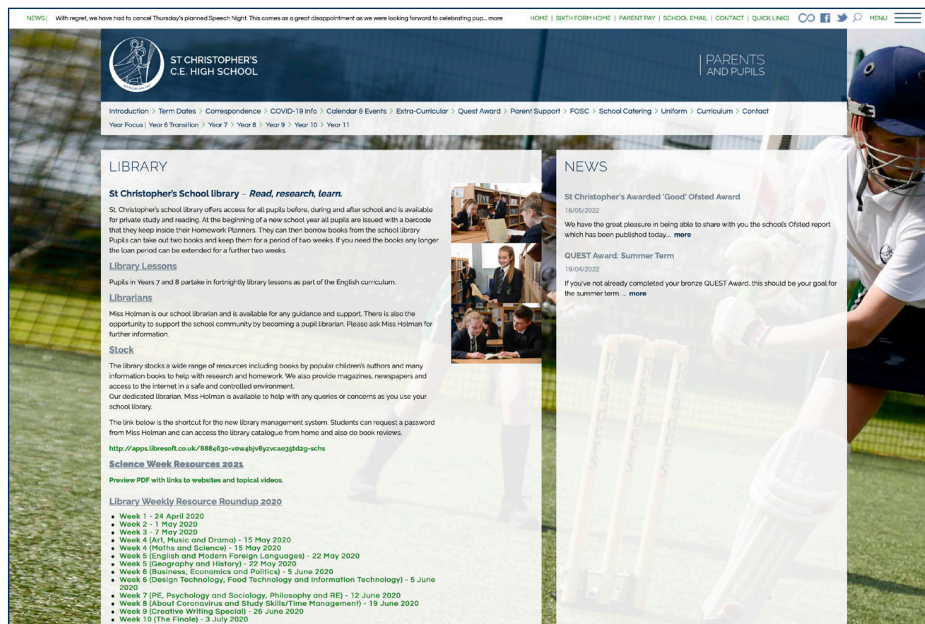 NEWS | With regret, we have had to cancel Thursday's planned Speech Night. This comes as a great disappointment as we were looking forward to celebrating pup... more
HOME | SIXTH FORM HOME | PARENT PAY | SCHOOL EMAIL | CONTACT | QUICK LINKS
MENU
ST CHRISTOPHER'S
C.E. HIGH SCHOOL
PARENTS
AND PUPILS
Introduction > Term Dates > Correspondence > COVID-19 Info > Calendar & Events > Extra-Curricular > Quest Award > Parent Support > FOSC > School Catering > Uniform > Curriculum > Contact
Year Focus | Year 6 Transition > Year 7 > Year 8 > Year 9 > Year 10 > Year 11
LIBRARY
St Christopher's School library – Read, research, learn.
St. Christopher's school library offers access for all pupils before, during and after school and is available
for private study and reading. At the beginning of a new school year all pupils are issued with a barcode
that they keep inside their Homework Planners. They can then borrow books from the school library.
Pupils can take out two books and keep them for a period of two weeks. If you need the books any longer
the loan period can be extended for a further two weeks.
Library Lessons
Pupils in Years 7 and 8 partake in fortnightly library lessons as part of the English curriculum.
Librarians
Miss Holman is our school librarian and is available for any guidance and support. There is also the
opportunity to support the school community by becoming a pupil librarian. Please ask Miss Holman for
further information.
Stock
The library stocks a wide range of resources including books by popular children's authors and many
information books to help with research and homework. We also provide magazines, newspapers and
access to the internet in a safe and controlled environment.
Our dedicated librarian, Miss Holman is available to help with any queries or concerns as you use your
school library.
The link below is the shortcut for the new library management system. Students can request a password
from Miss Holman and can access the library catalogue from home and also do book reviews.
http://apps.libresoft.co.uk/8884630-v0w4bjv8yzvcao35td2g-schs
Science Week Resources 2021
Preview PDF with links to websites and topical videos.
Library Weekly Resource Roundup 2020
Week 1 - 24 April 2020
Week 2 - 1 May 2020
Week 3 - 7 May 2020
Week 4 (Art, Music and Drama) - 15 May 2020
Week 4 (Maths and Science) - 15 May 2020
Week 5 (English and Modern Foreign Languages) - 22 May 2020
Week 5 (Geography and History) - 22 May 2020
Week 6 (Business, Economics and Politics) - 5 June 2020
Week 6 (Design Technology, Food Technology and Information Technology) - 5 June
2020
Week 7 (PE, Psychology and Sociology, Philosophy and RE) - 12 June 2020
Week 8 (About Coronavirus and Study Skills/Time Management) - 19 June 2020
Week 9 (Creative Writing Special) - 26 June 2020
Week 10 (The Finale) - 3 July 2020
NEWS
St Christopher's Awarded 'Good' Ofsted Award
16/05/2022
We have the great pleasure in being able to share with you the school's Ofsted report
which has been published today.... more
QUEST Award: Summer Term
19/04/2022
If you've not already completed your bronze QUEST Award, this should be your goal for
the summer term. ... more